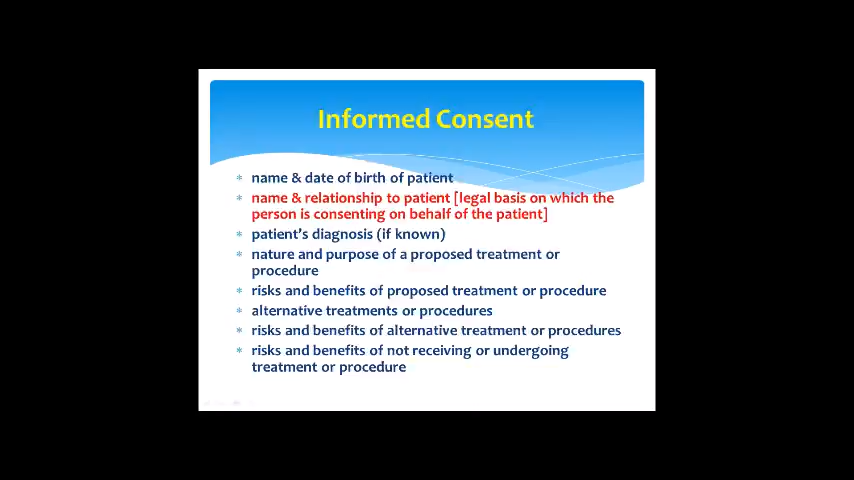 Informed Consent
* name & date of birth of patient
* name & relationship to patient [legal basis on which the
person is consenting on behalf of the patient]
* patient's diagnosis (if known)
* nature and purpose of a proposed treatment or
procedure
* risks and benefits of proposed treatment or procedure
* alternative treatments or procedures
* risks and benefits of alternative treatment or procedures
* risks and benefits of not receiving or undergoing
treatment or procedure